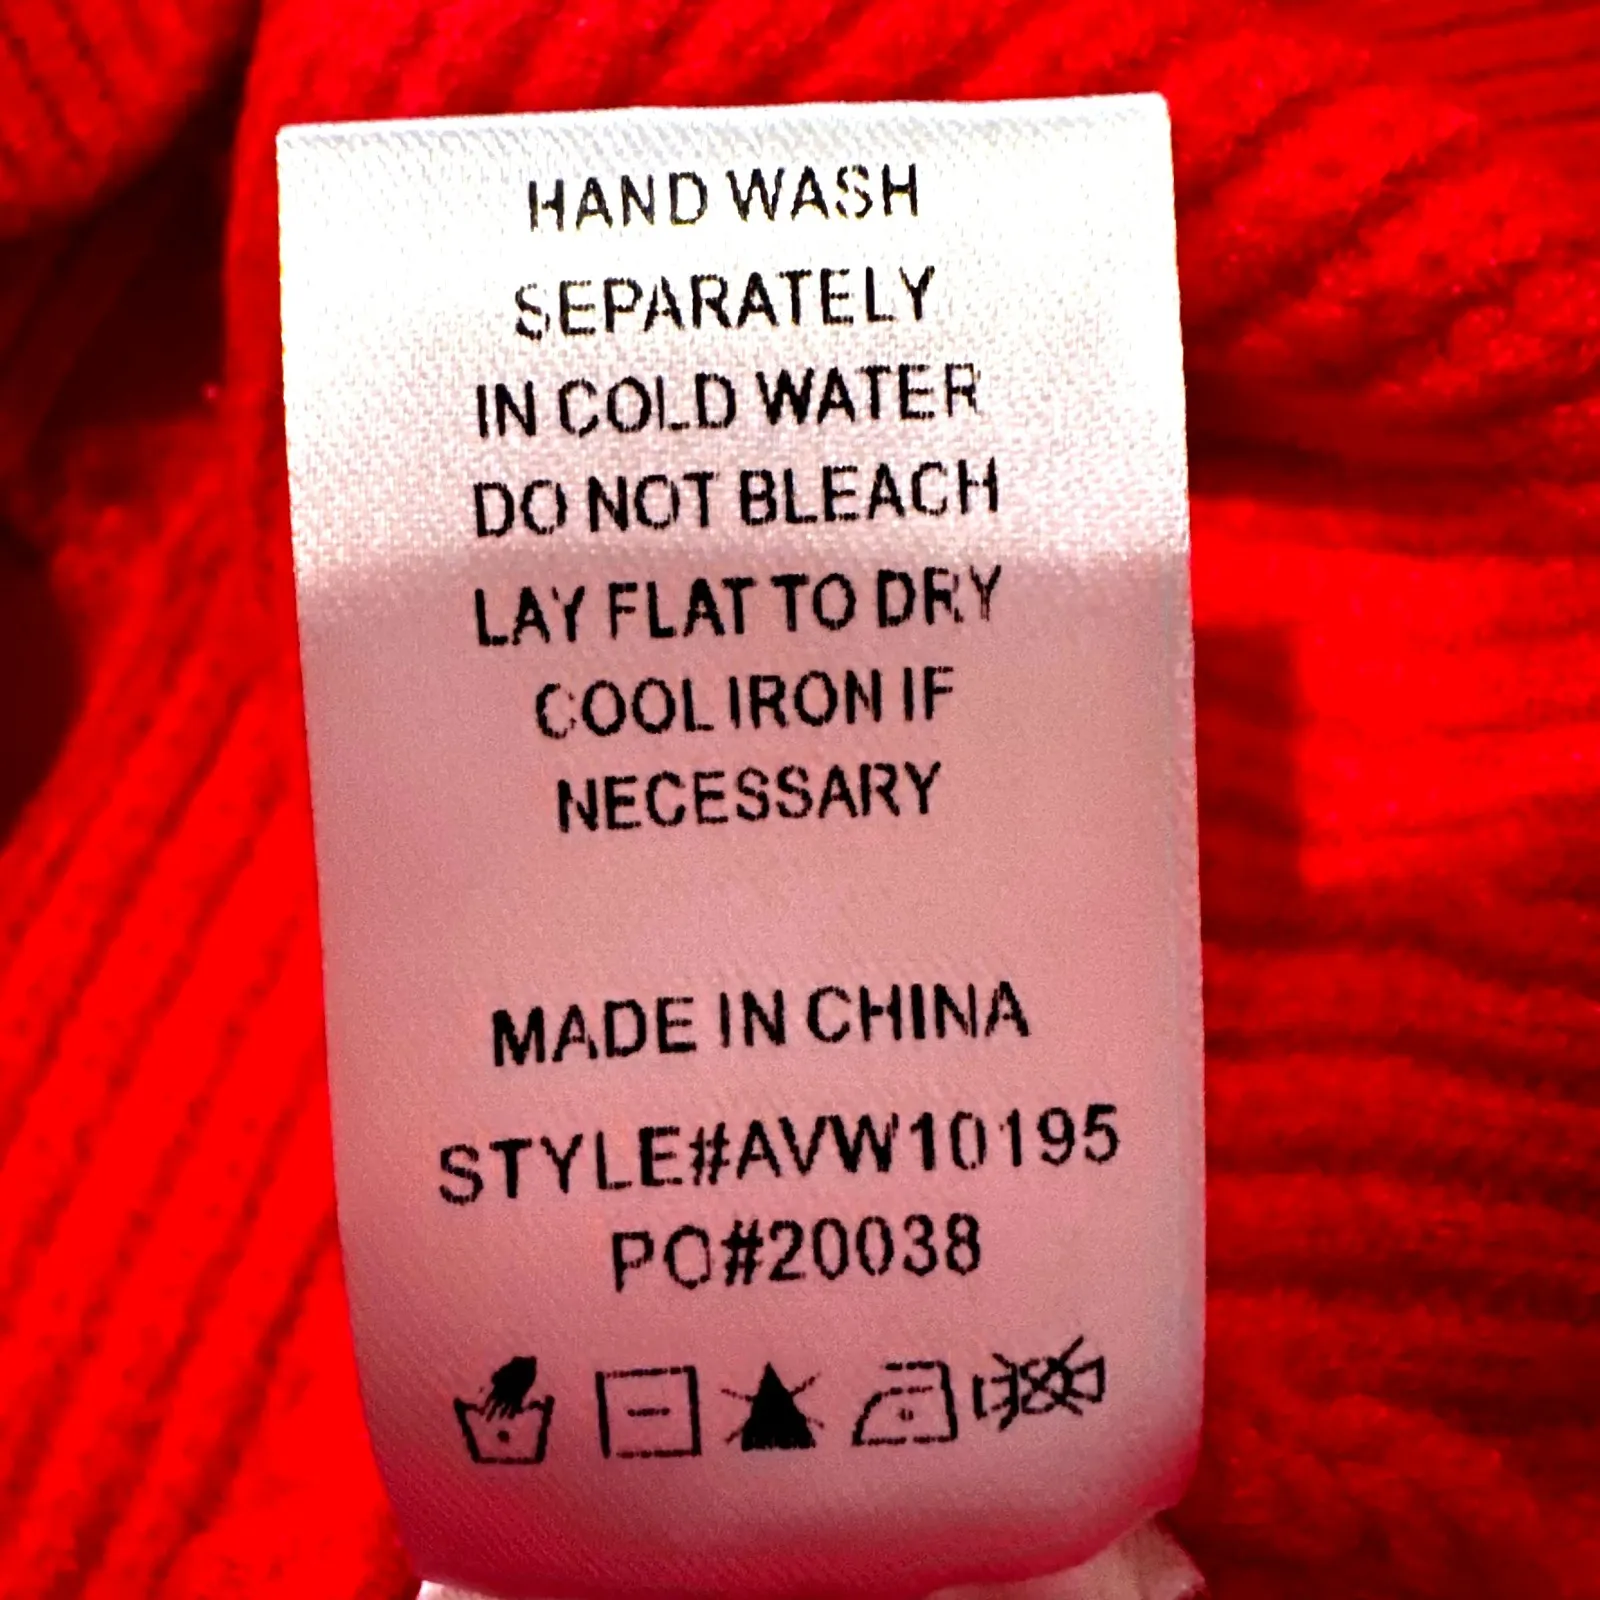 HAND WASH
SEPARATELY
IN COLD WATER
DO NOT BLEACH
LAY FLAT TO DRY
COOL IRON IF
NECESSARY
MADE IN CHINA
STYLE#AVW10195
PO#20038